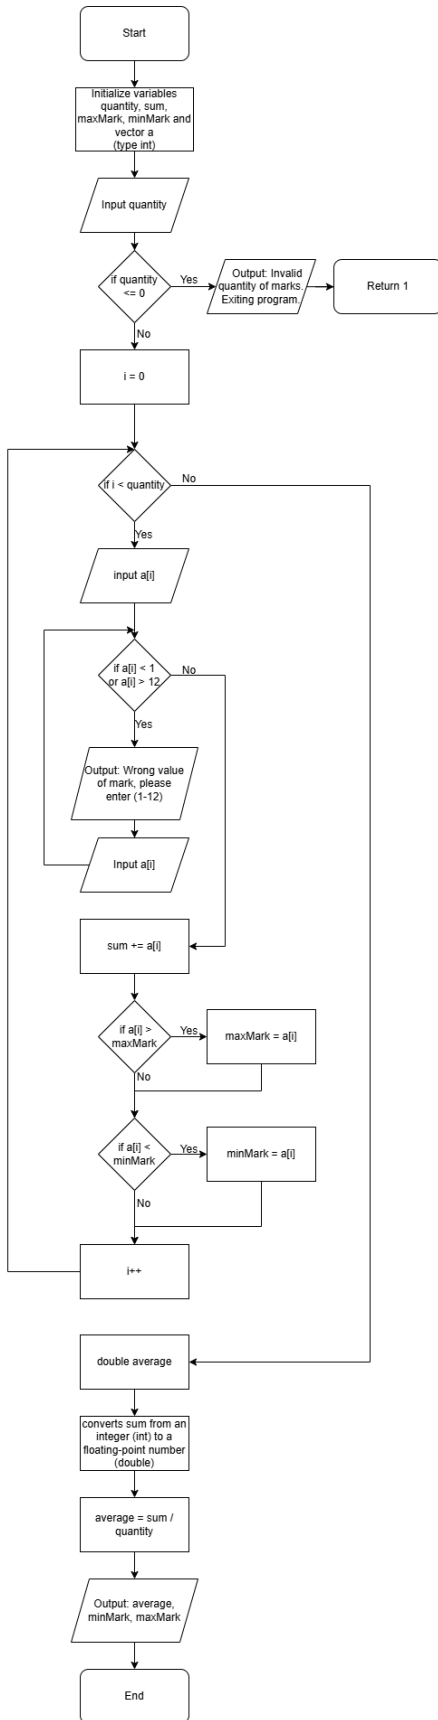 Start
Initialize variables
quantity, sum,
maxMark, minMark and
vector a
(type int)
Input quantity
if quantity
<= 0
Yes
Output: Invalid
quantity of marks.
Exiting program.
Return 1
No
i = 0
if i < quantity
No
Yes
input a[i]
if a[i] < 1
or a[i] > 12
No
Yes
Output: Wrong value
of mark, please
enter (1-12)
Input a[i]
sum += a[i]
if a[i] >
maxMark
Yes
maxMark = a[i]
No
if a[i] <
minMark
Yes
minMark = a[i]
No
i++
double average
converts sum from an
integer (int) to a
floating-point number
(double)
average = sum /
quantity
Output: average,
minMark, maxMark
End